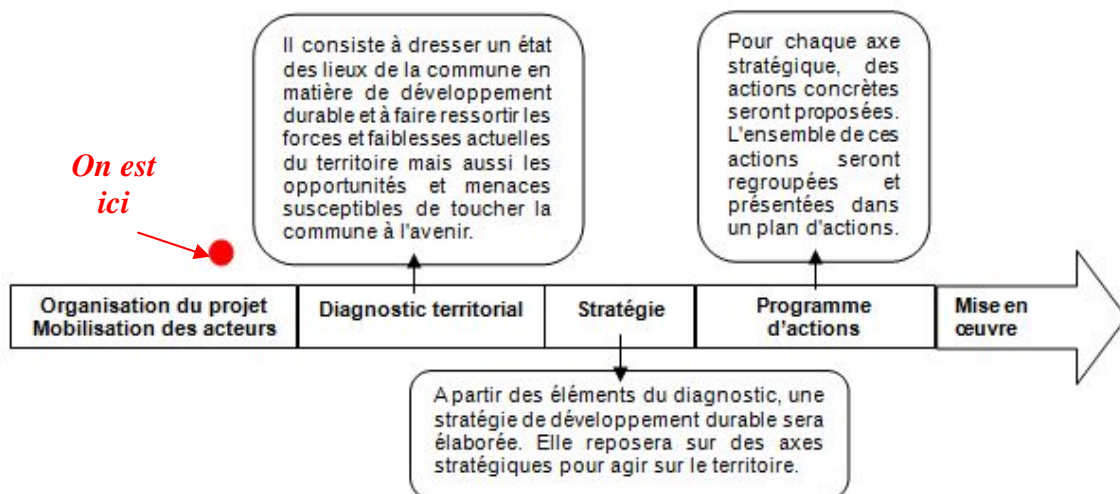 Il consiste à dresser un état
des lieux de la commune en
matière de développement
durable et à faire ressortir les
forces et faiblesses actuelles
du territoire mais aussi les
opportunités et menaces
susceptibles de toucher la
commune à l'avenir.
Pour chaque axe
stratégique, des
actions concrètes
seront proposées.
L'ensemble de ces
actions seront
regroupées et
présentées dans
un plan d'actions.
On est
ici
Organisation du projet
Mobilisation des acteurs
Diagnostic territorial
Stratégie
Programme
d'actions
Mise en
œuvre
A partir des éléments du diagnostic, une
stratégie de développement durable sera
élaborée. Elle reposera sur des axes
stratégiques pour agir sur le territoire.